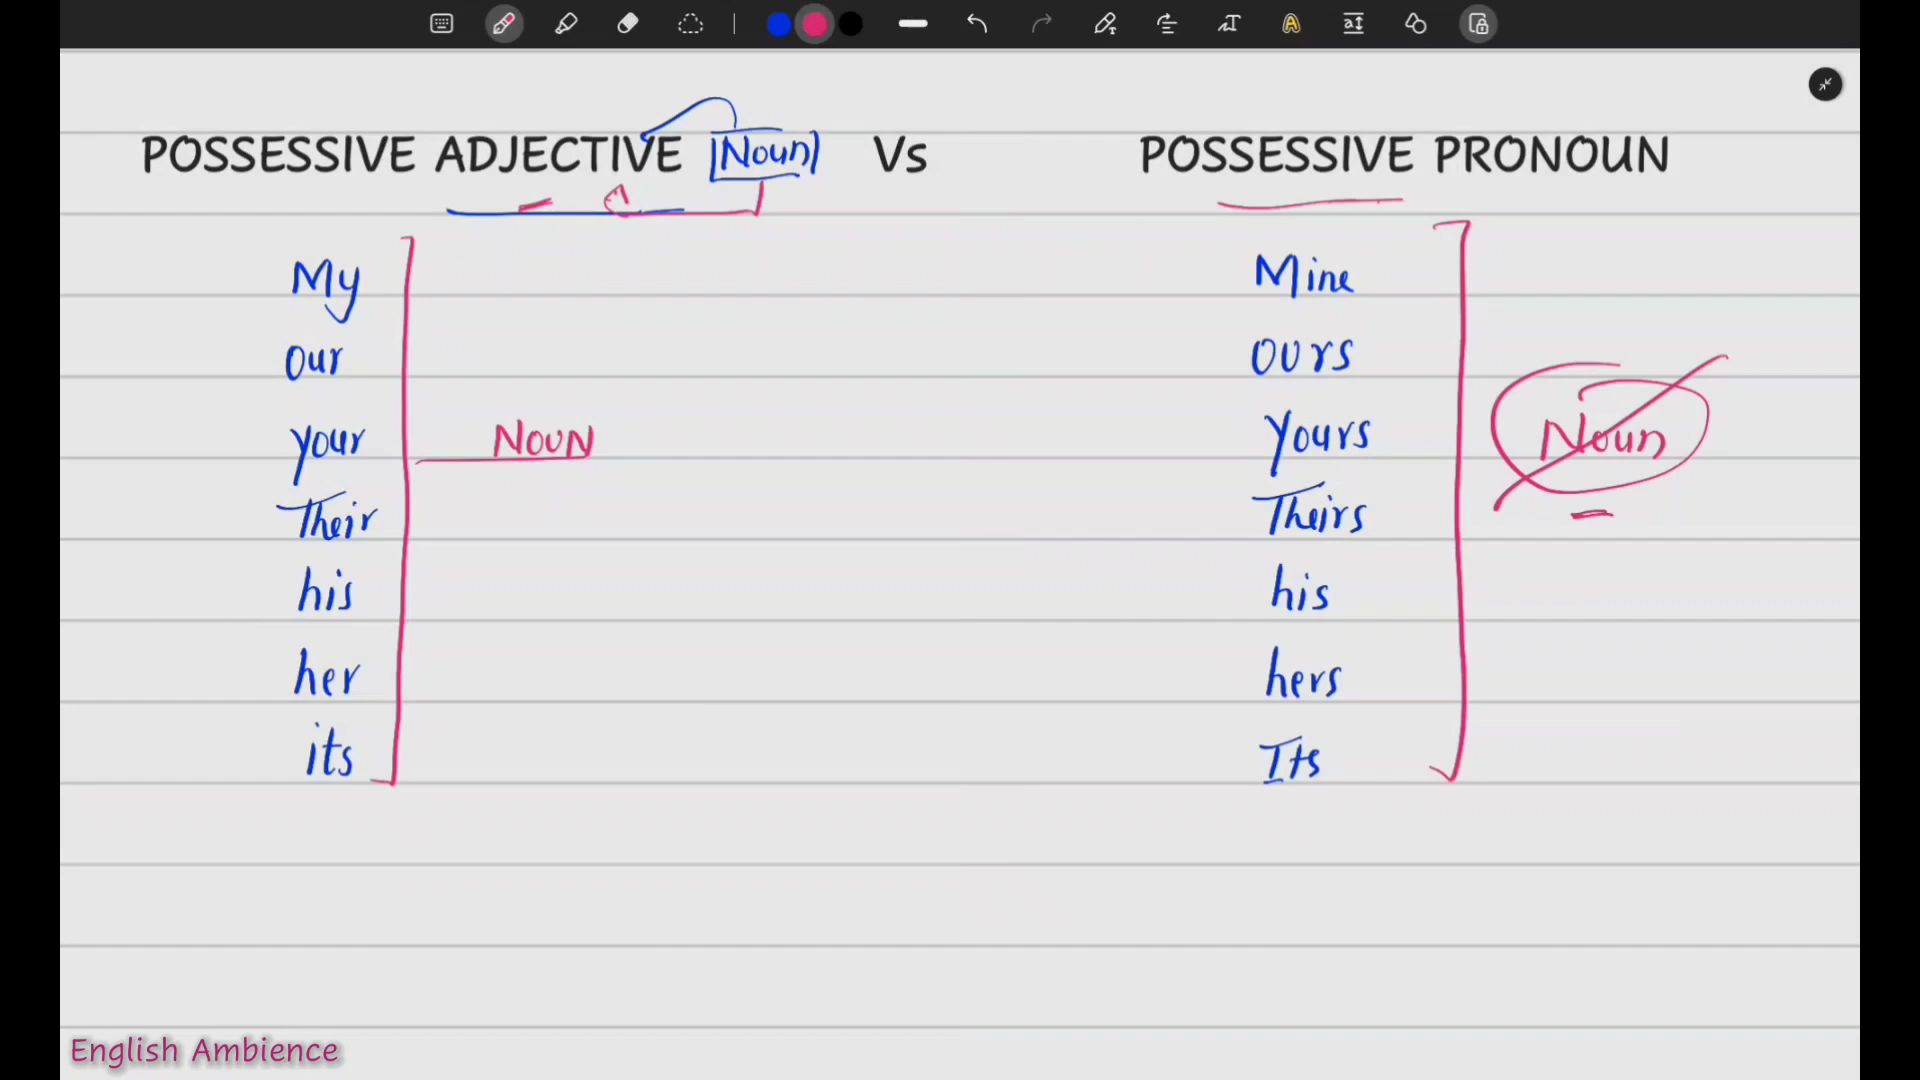 POSSESSIVE ADJECTIVE Noun Vs POSSESSIVE PRONOUN
My Mine
our ours
your NOUN yours Noun
Their Theirs
his his
her hers
its Its
English Ambience